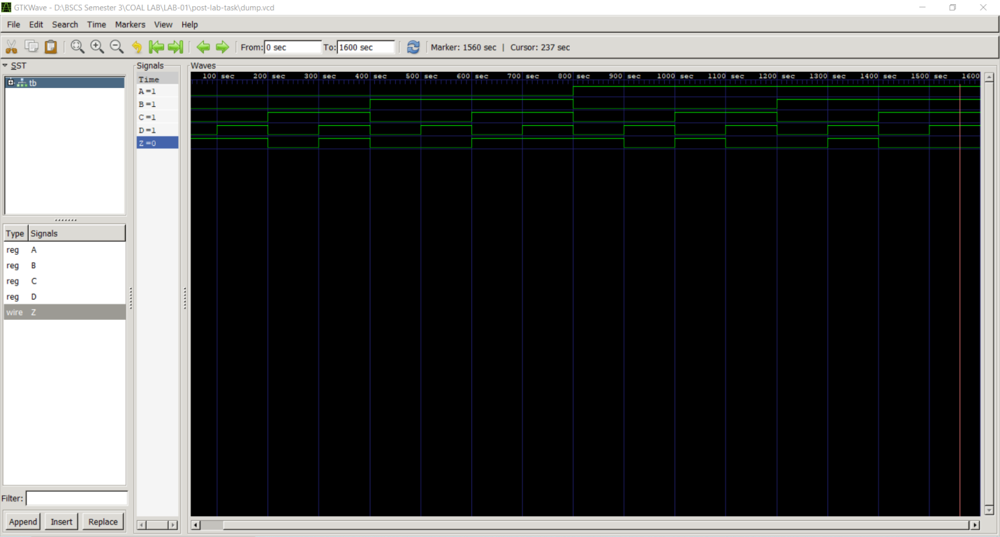 GTKWave - D:\BSCS Semester 3\COAL LAB\LAB-01\post-lab-task\dump.vcd
File Edit Search Time Markers View Help
From: 0 sec To: 1600 sec Marker: 1560 sec | Cursor: 237 sec
SST
tb
Type Signals
reg A
reg B
reg C
reg D
wire Z
Filter:
Append Insert Replace
Signals
Time
A =1
B =1
C =1
D =1
Z =0
Waves
100 sec 200 sec 300 sec 400 sec 500 sec 600 sec 700 sec 800 sec 900 sec 1000 sec 1100 sec 1200 sec 1300 sec 1400 sec 1500 sec 1600